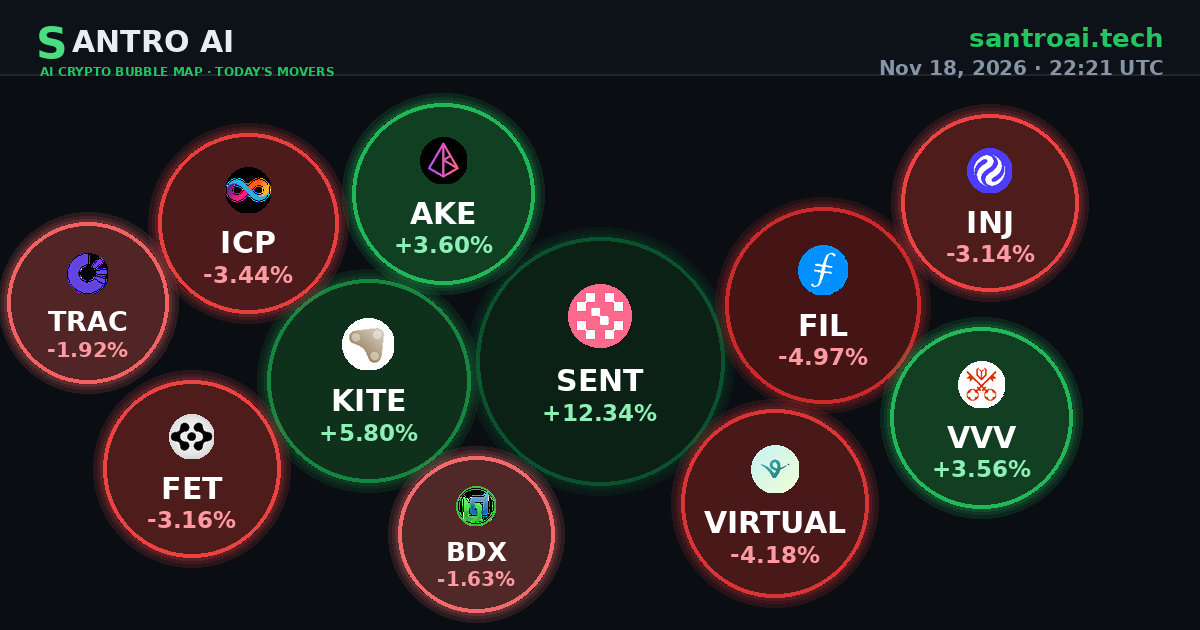 SANTRO AI
AI CRYPTO BUBBLE MAP · TODAY'S MOVERS
santroai.tech
Nov 18, 2026 · 22:21 UTC
AKE
+3.60%
ICP
-3.44%
INJ
-3.14%
TRAC
-1.92%
FIL
-4.97%
KITE
+5.80%
SENT
+12.34%
VVV
+3.56%
FET
-3.16%
VIRTUAL
-4.18%
BDX
-1.63%